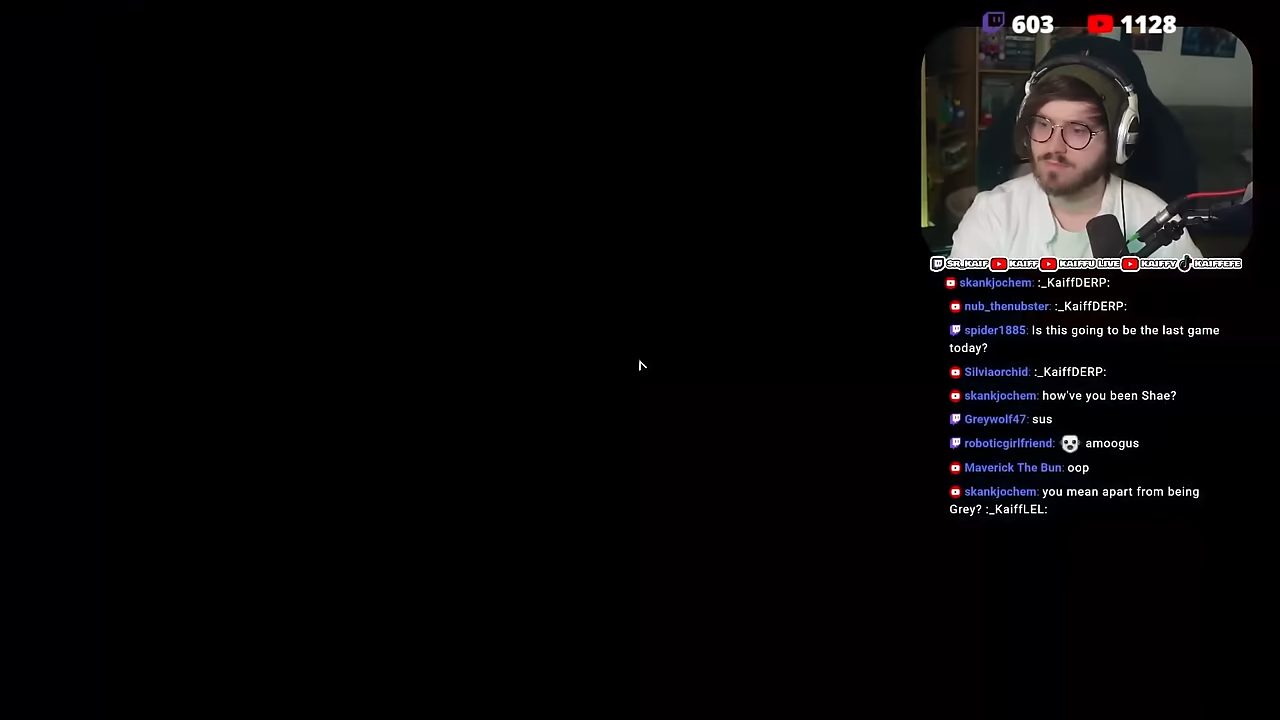 603 1128
SR_KAIF KAIFF KAIFFU LIVE KAIFFY KAIFFEFE
skankjochem: :_KaiffDERP:
nub_thenubster: :_KaiffDERP:
spider1885: Is this going to be the last game
today?
Silviaorchid: :_KaiffDERP:
skankjochem: how've you been Shae?
Greywolf47: sus
roboticgirlfriend: amoogus
Maverick The Bun: oop
skankjochem: you mean apart from being
Grey? :_KaiffLEL: